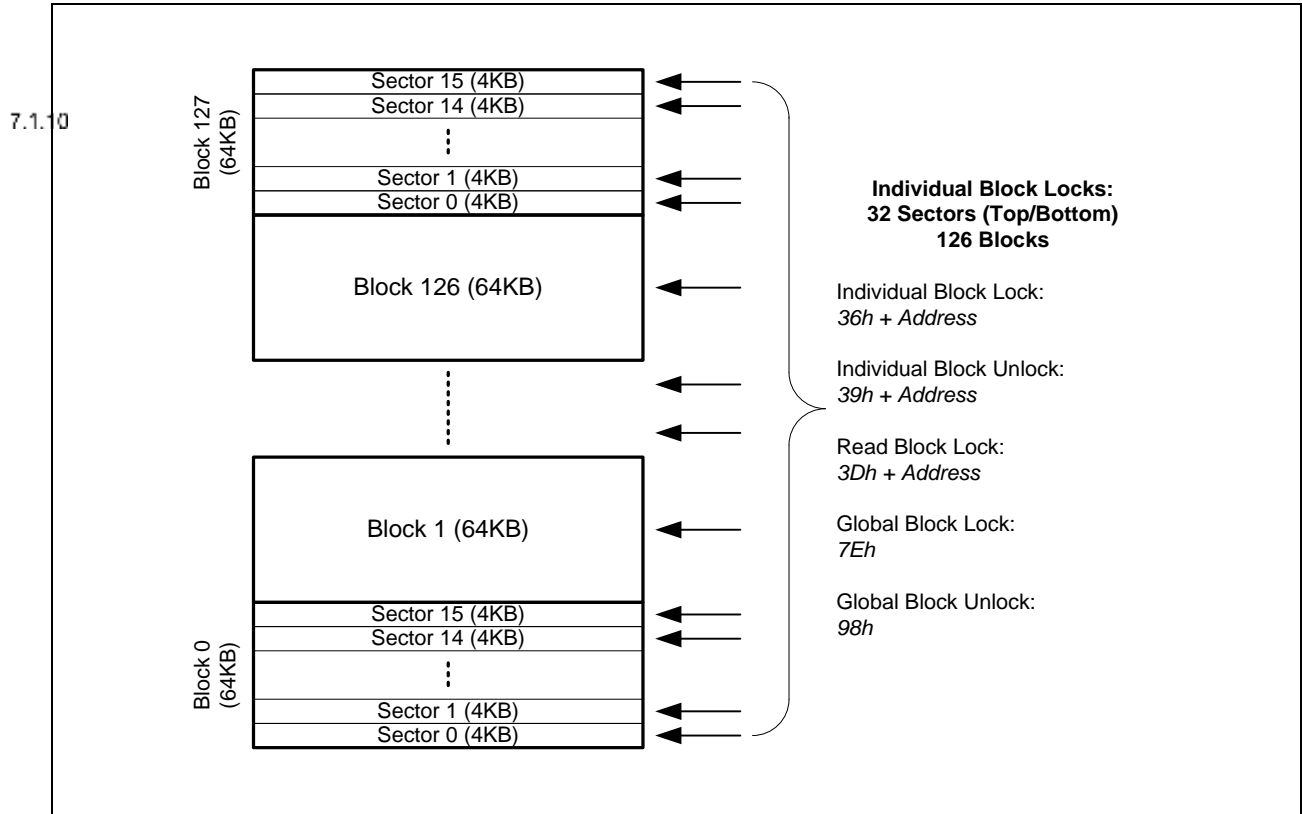 7.1.10
Block 127
(64KB)
Sector 15 (4KB)
Sector 14 (4KB)
Sector 1 (4KB)
Sector 0 (4KB)
Block 126 (64KB)
Block 1 (64KB)
Block 0
(64KB)
Sector 15 (4KB)
Sector 14 (4KB)
Sector 1 (4KB)
Sector 0 (4KB)
Individual Block Locks:
32 Sectors (Top/Bottom)
126 Blocks
Individual Block Lock:
36h + Address
Individual Block Unlock:
39h + Address
Read Block Lock:
3Dh + Address
Global Block Lock:
7Eh
Global Block Unlock:
98h